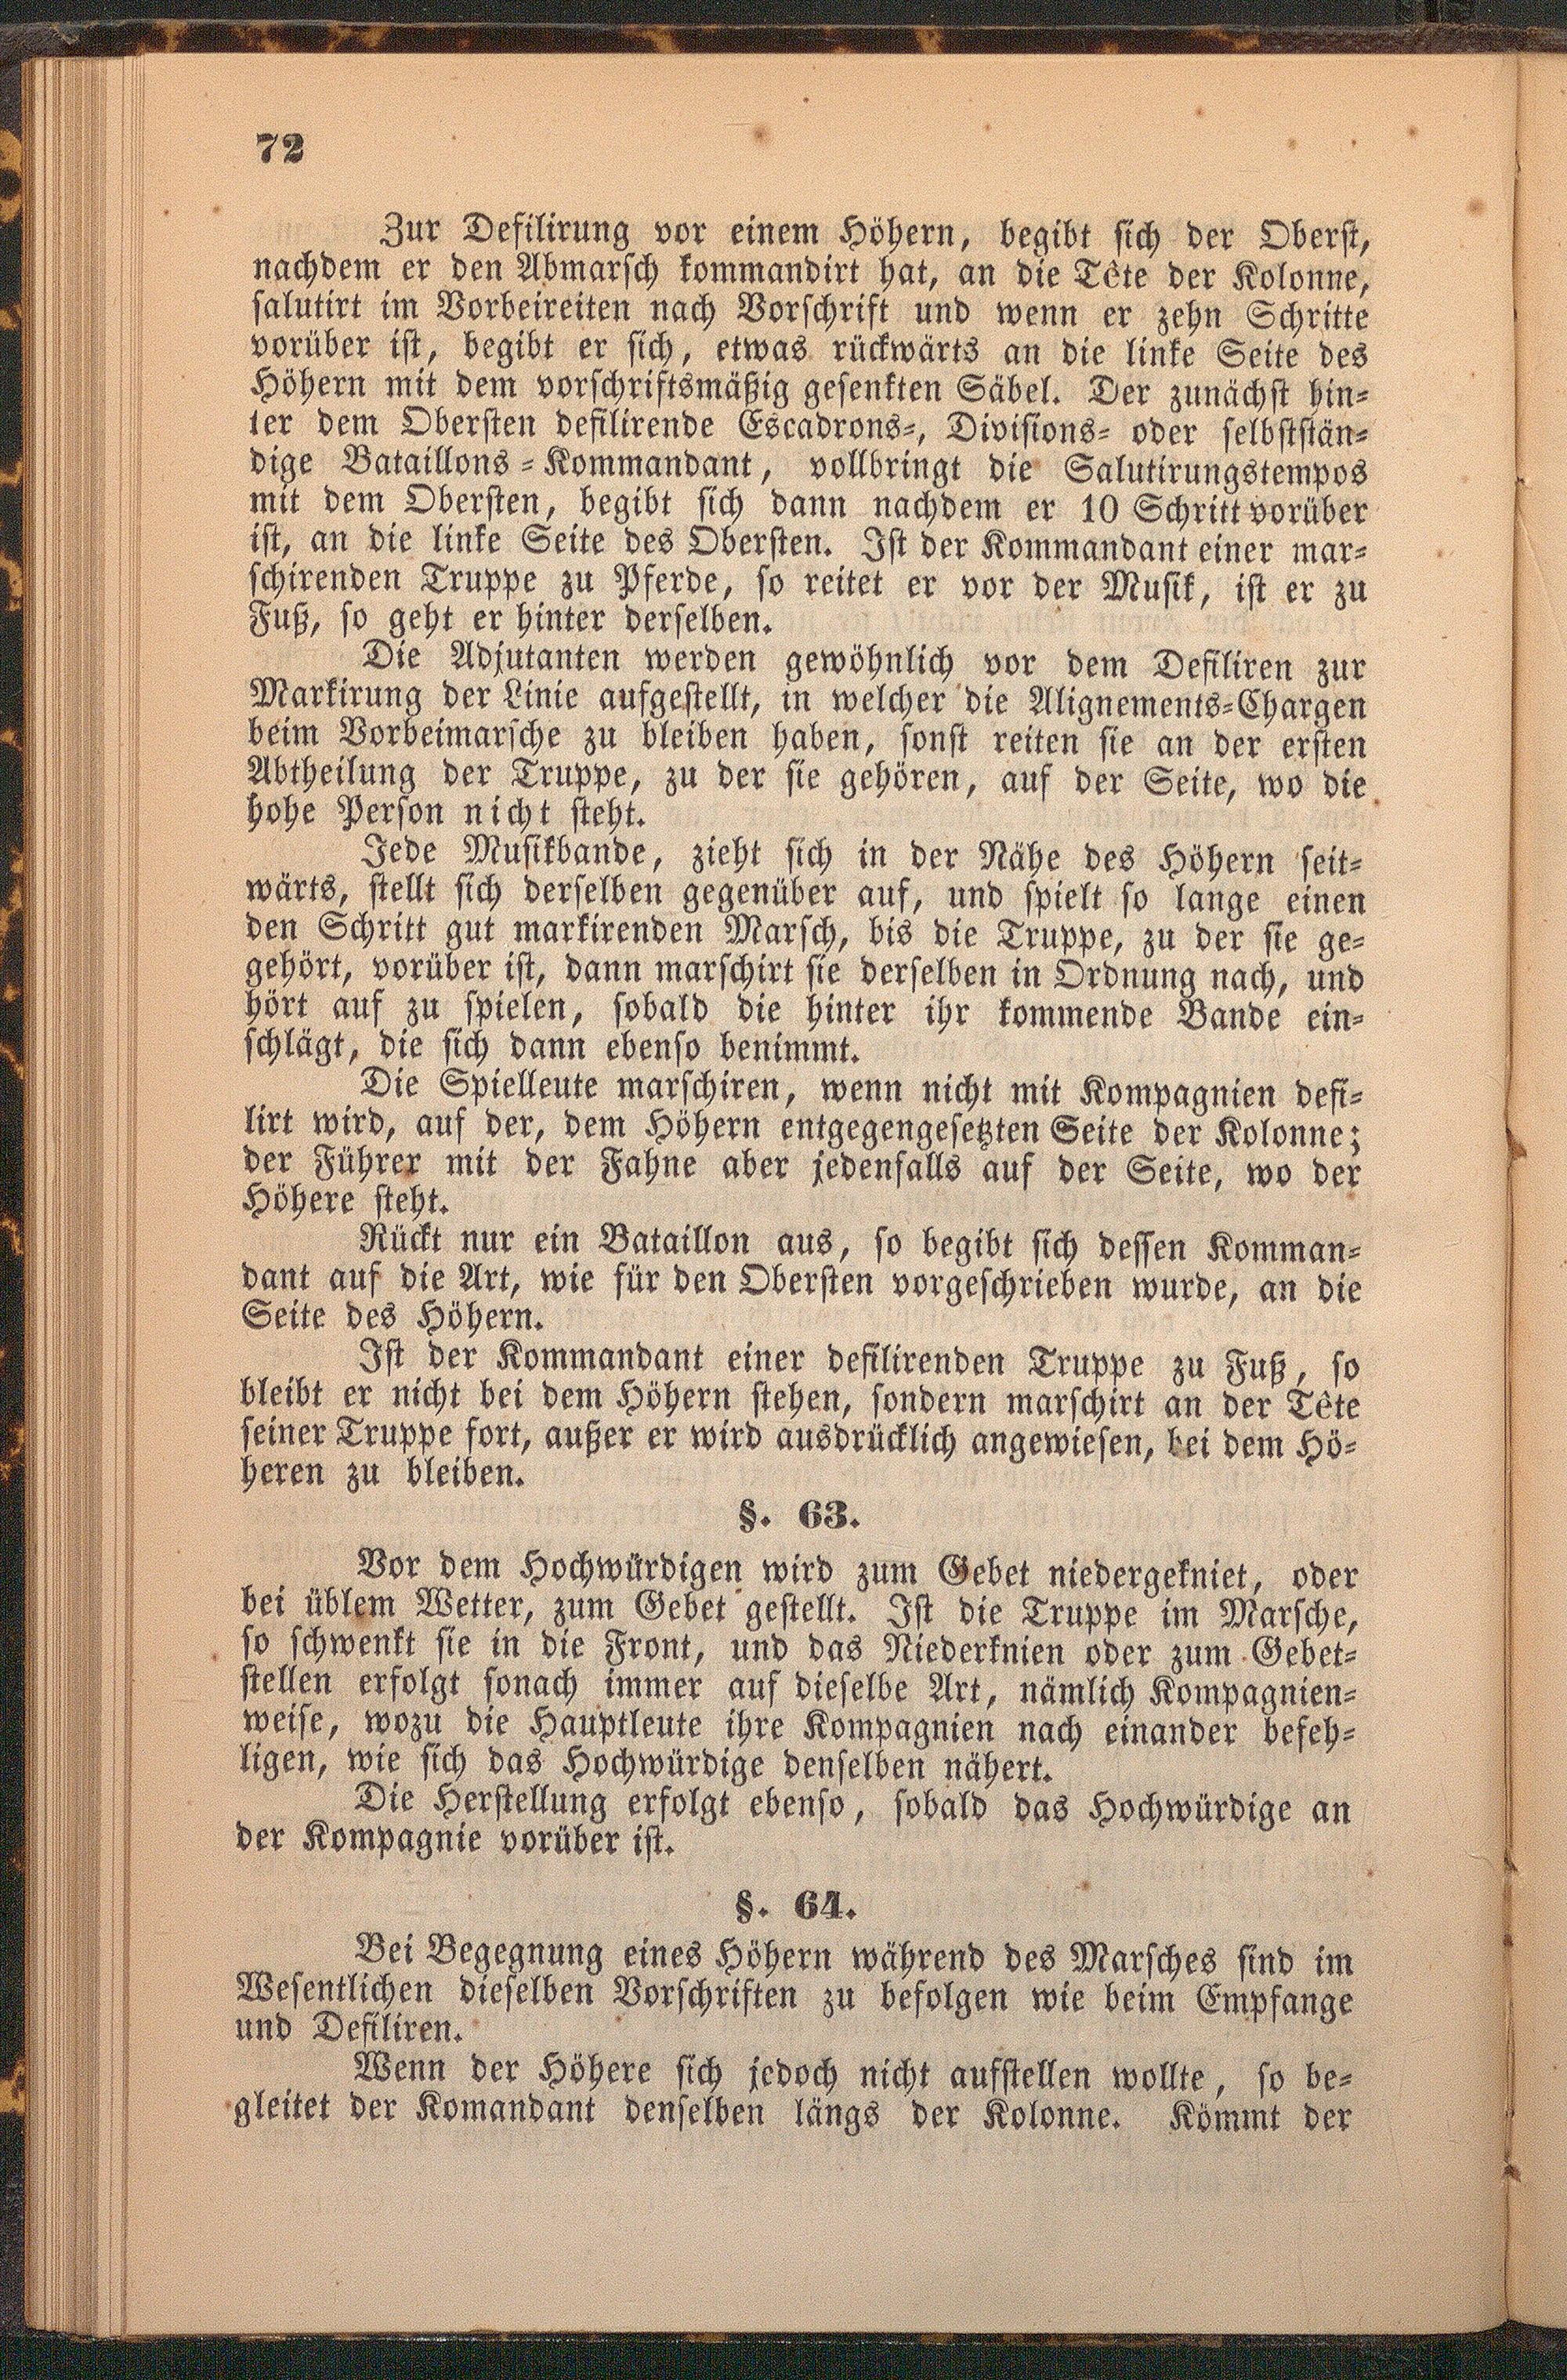 72
Zur Defilirung vor einem Höhern, begibt sich der Oberst,
nachdem er den Abmarsch kommandirt hat, an die Tête der Kolonne,
salutirt im Vorbeireiten nach Vorschrift und wenn er zehn Schritte
vorüber ist, begibt er sich, etwas rückwärts an die linke Seite des
Höhern mit dem vorschriftsmäßig gesenkten Säbel. Der zunächst hin-
ter dem Obersten defilirende Escadrons-, Divisions- oder selbststän-
dige Bataillons-Kommandant, vollbringt die Salutirungstempos
mit dem Obersten, begibt sich dann nachdem er 10 Schritt vorüber
ist, an die linke Seite des Obersten. Ist der Kommandant einer mar-
schirenden Truppe zu Pferde, so reitet er vor der Musik, ist er zu
Fuß, so geht er hinter derselben.
Die Adjutanten werden gewöhnlich vor dem Defiliren zur
Markirung der Linie aufgestellt, in welcher die Alignements-Chargen
beim Vorbeimarsche zu bleiben haben, sonst reiten sie an der ersten
Abtheilung der Truppe, zu der sie gehören, auf der Seite, wo die
hohe Person nicht steht.
Jede Musikbande, zieht sich in der Nähe des Höhern seit-
wärts, stellt sich derselben gegenüber auf, und spielt so lange einen
den Schritt gut markirenden Marsch, bis die Truppe, zu der sie ge-
gehört, vorüber ist, dann marschirt sie derselben in Ordnung nach, und
hört auf zu spielen, sobald die hinter ihr kommende Bande ein-
schlägt, die sich dann ebenso benimmt.
Die Spielleute marschiren, wenn nicht mit Kompagnien defi-
lirt wird, auf der, dem Höhern entgegengesetzten Seite der Kolonne;
der Führer mit der Fahne aber jedenfalls auf der Seite, wo der
Höhere steht.
Rückt nur ein Bataillon aus, so begibt sich dessen Komman-
dant auf die Art, wie für den Obersten vorgeschrieben wurde, an die
Seite des Höhern.
Ist der Kommandant einer defilirenden Truppe zu Fuß, so
bleibt er nicht bei dem Höhern stehen, sondern marschirt an der Tête
seiner Truppe fort, außer er wird ausdrücklich angewiesen, bei dem Hö-
heren zu bleiben.
§. 63.
Vor dem Hochwürdigen wird zum Gebet niedergekniet, oder
bei üblem Wetter, zum Gebet gestellt. Ist die Truppe im Marsche,
so schwenkt sie in die Front, und das Niederknien oder zum Gebet-
stellen erfolgt sonach immer auf dieselbe Art, nämlich Kompagnien-
weise, wozu die Hauptleute ihre Kompagnien nach einander befeh-
ligen, wie sich das Hochwürdige denselben nähert.
Die Herstellung erfolgt ebenso, sobald das Hochwürdige an
der Kompagnie vorüber ist.
§. 64.
Bei Begegnung eines Höhern während des Marsches sind im
Wesentlichen dieselben Vorschriften zu befolgen wie beim Empfange
und Defiliren.
Wenn der Höhere sich jedoch nicht aufstellen wollte, so be-
gleitet der Komandant denselben längs der Kolonne. Kömmt der